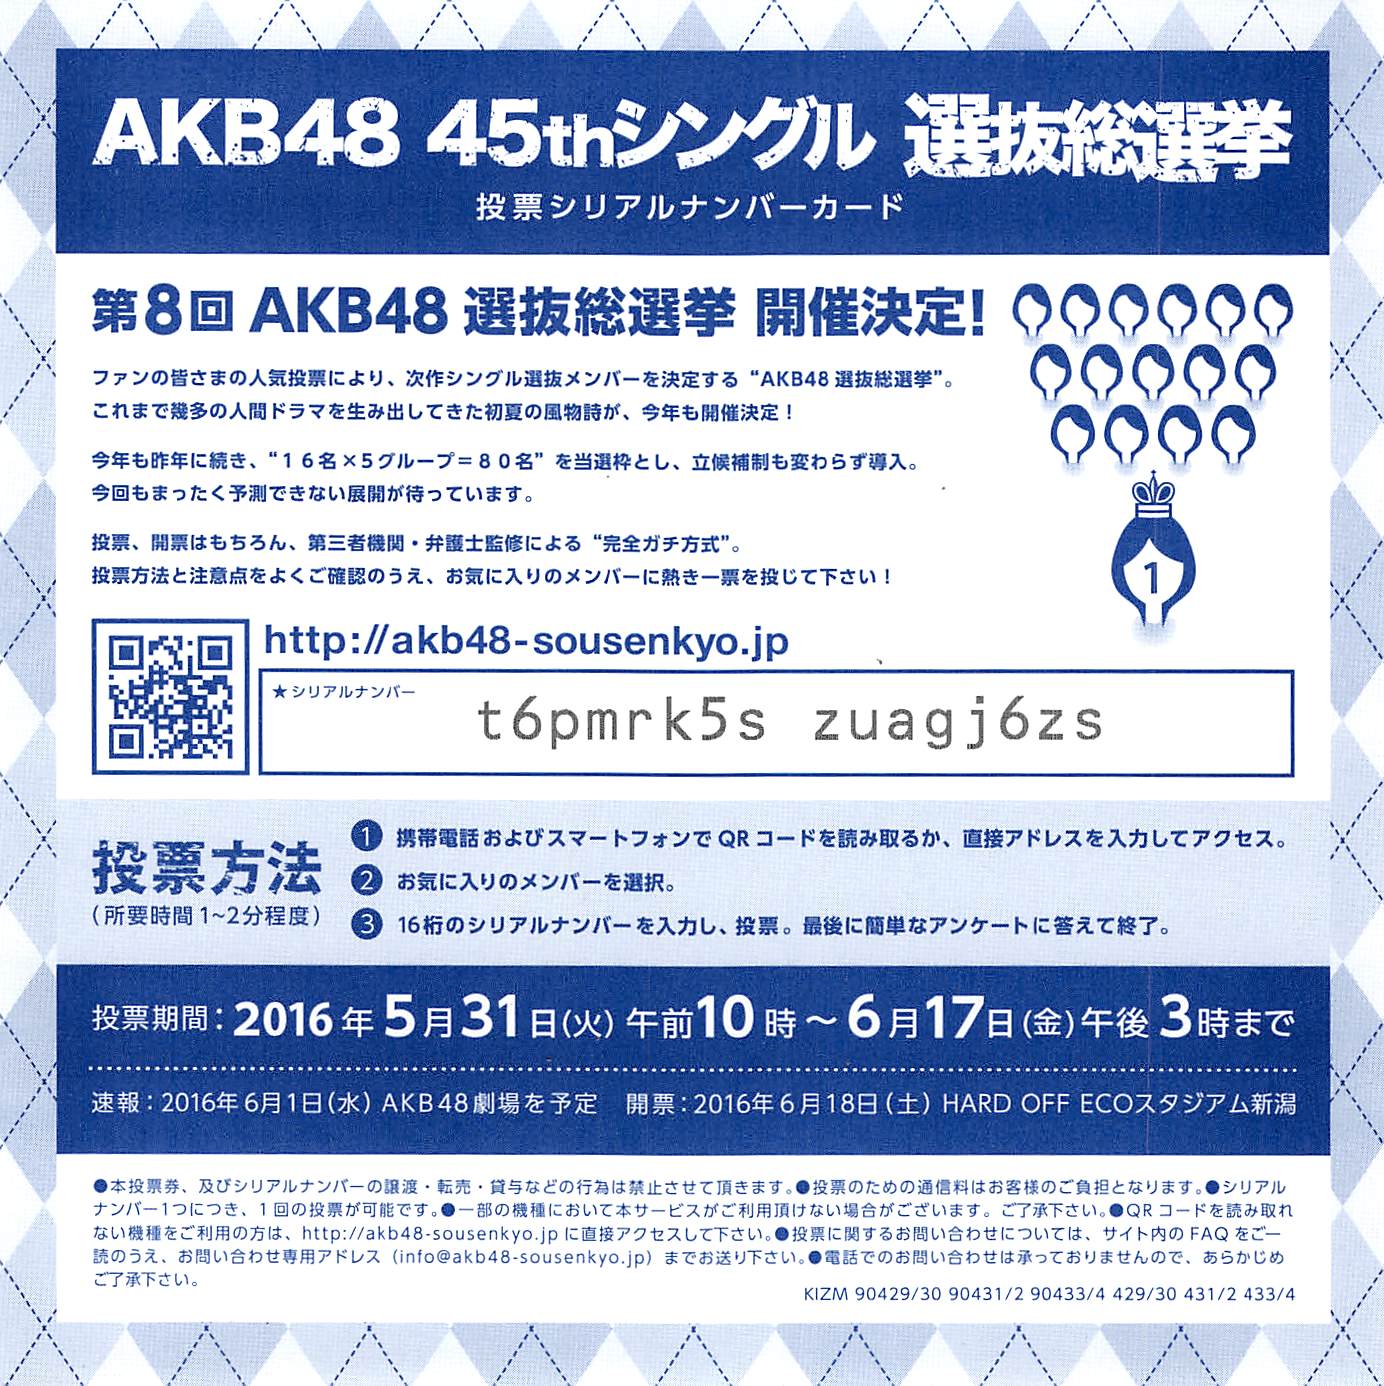 AKB48 45thシングル 選抜総選挙
投票シリアルナンバーカード
第8回 AKB48 選抜総選挙 開催決定!
ファンの皆さまの人気投票により、次作シングル選抜メンバーを決定する “AKB48 選抜総選挙”。
これまで幾多の人間ドラマを生み出してきた初夏の風物詩が、今年も開催決定！
今年も昨年に続き、“１６名×５グループ＝８０名” を当選枠とし、立候補制も変わらず導入。
今回もまったく予測できない展開が待っています。
投票、開票はもちろん、第三者機関・弁護士監修による “完全ガチ方式”。
投票方法と注意点をよくご確認のうえ、お気に入りのメンバーに熱き一票を投じて下さい！
1
http://akb48-sousenkyo.jp
★シリアルナンバー
t6pmrk5s zuagj6zs
投票方法
（所要時間 1~2分程度）
① 携帯電話およびスマートフォンで QR コードを読み取るか、直接アドレスを入力してアクセス。
② お気に入りのメンバーを選択。
③ 16桁のシリアルナンバーを入力し、投票。最後に簡単なアンケートに答えて終了。
投票期間：2016年5月31日(火) 午前10時～6月17日(金)午後3時まで
速報：2016年6月1日(水) AKB48劇場を予定 開票：2016年6月18日(土) HARD OFF ECOスタジアム新潟
●本投票券、及びシリアルナンバーの譲渡・転売・貸与などの行為は禁止させて頂きます。●投票のための通信料はお客様のご負担となります。●シリアル
ナンバー1つにつき、1回の投票が可能です。●一部の機種において本サービスがご利用頂けない場合がございます。ご了承下さい。●QRコードを読み取れ
ない機種をご利用の方は、http://akb48-sousenkyo.jp に直接アクセスして下さい。●投票に関するお問い合わせについては、サイト内の FAQ をご一
読のうえ、お問い合わせ専用アドレス（info@akb48-sousenkyo.jp）までお送り下さい。●電話でのお問い合わせは承っておりませんので、あらかじめ
ご了承下さい。
KIZM 90429/30 90431/2 90433/4 429/30 431/2 433/4